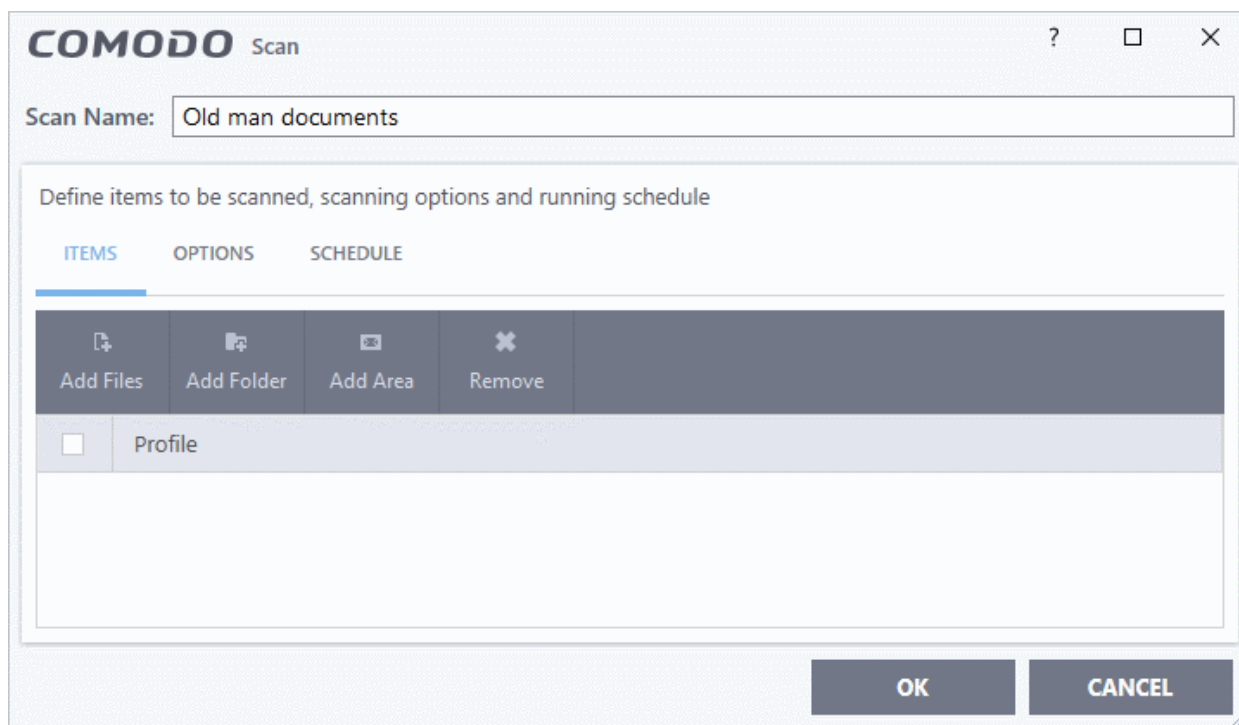 COMODO Scan ?
Scan Name: Old man documents
Define items to be scanned, scanning options and running schedule
ITEMS OPTIONS SCHEDULE
Add Files Add Folder Add Area Remove
Profile
OK CANCEL